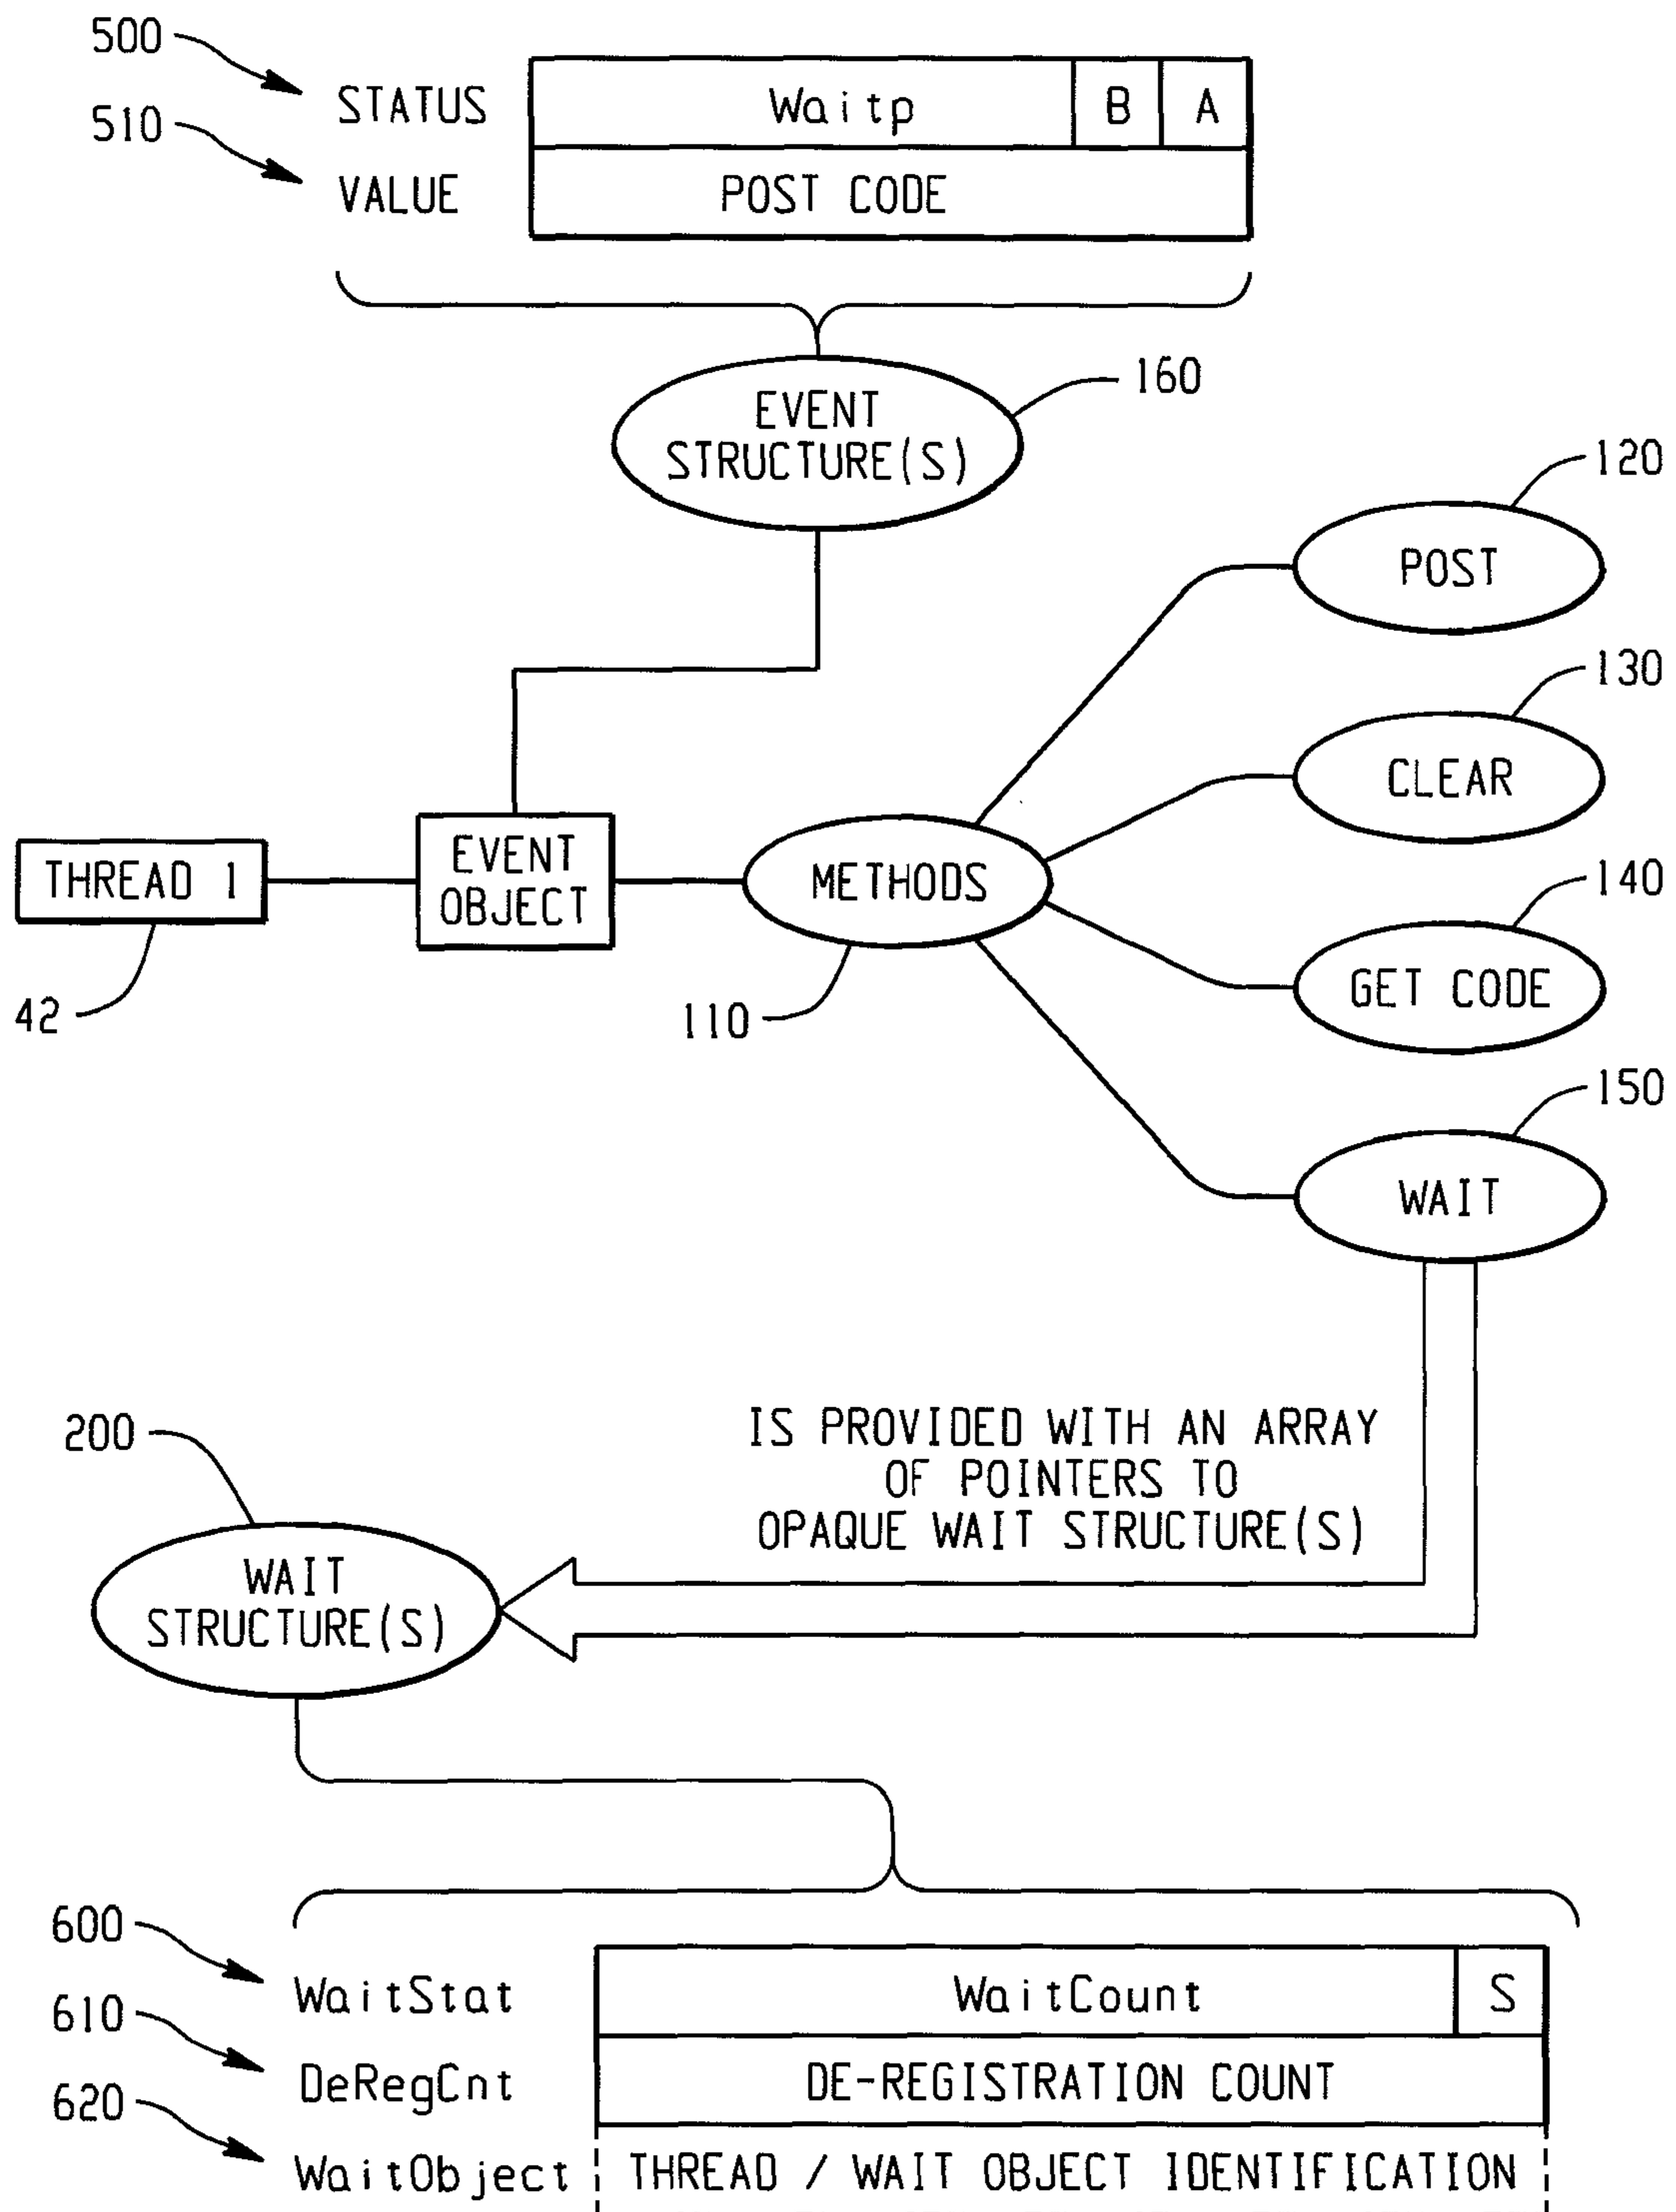 500
STATUS Waitp B A
510
VALUE POST CODE
160
EVENT
STRUCTURE(S)
120
POST
130
CLEAR
THREAD 1
EVENT
OBJECT
METHODS
140
GET CODE
42
110
150
WAIT
IS PROVIDED WITH AN ARRAY
OF POINTERS TO
OPAQUE WAIT STRUCTURE(S)
200
WAIT
STRUCTURE(S)
600
WaitStat WaitCount S
610
DeRegCnt DE-REGISTRATION COUNT
620
WaitObject THREAD / WAIT OBJECT IDENTIFICATION